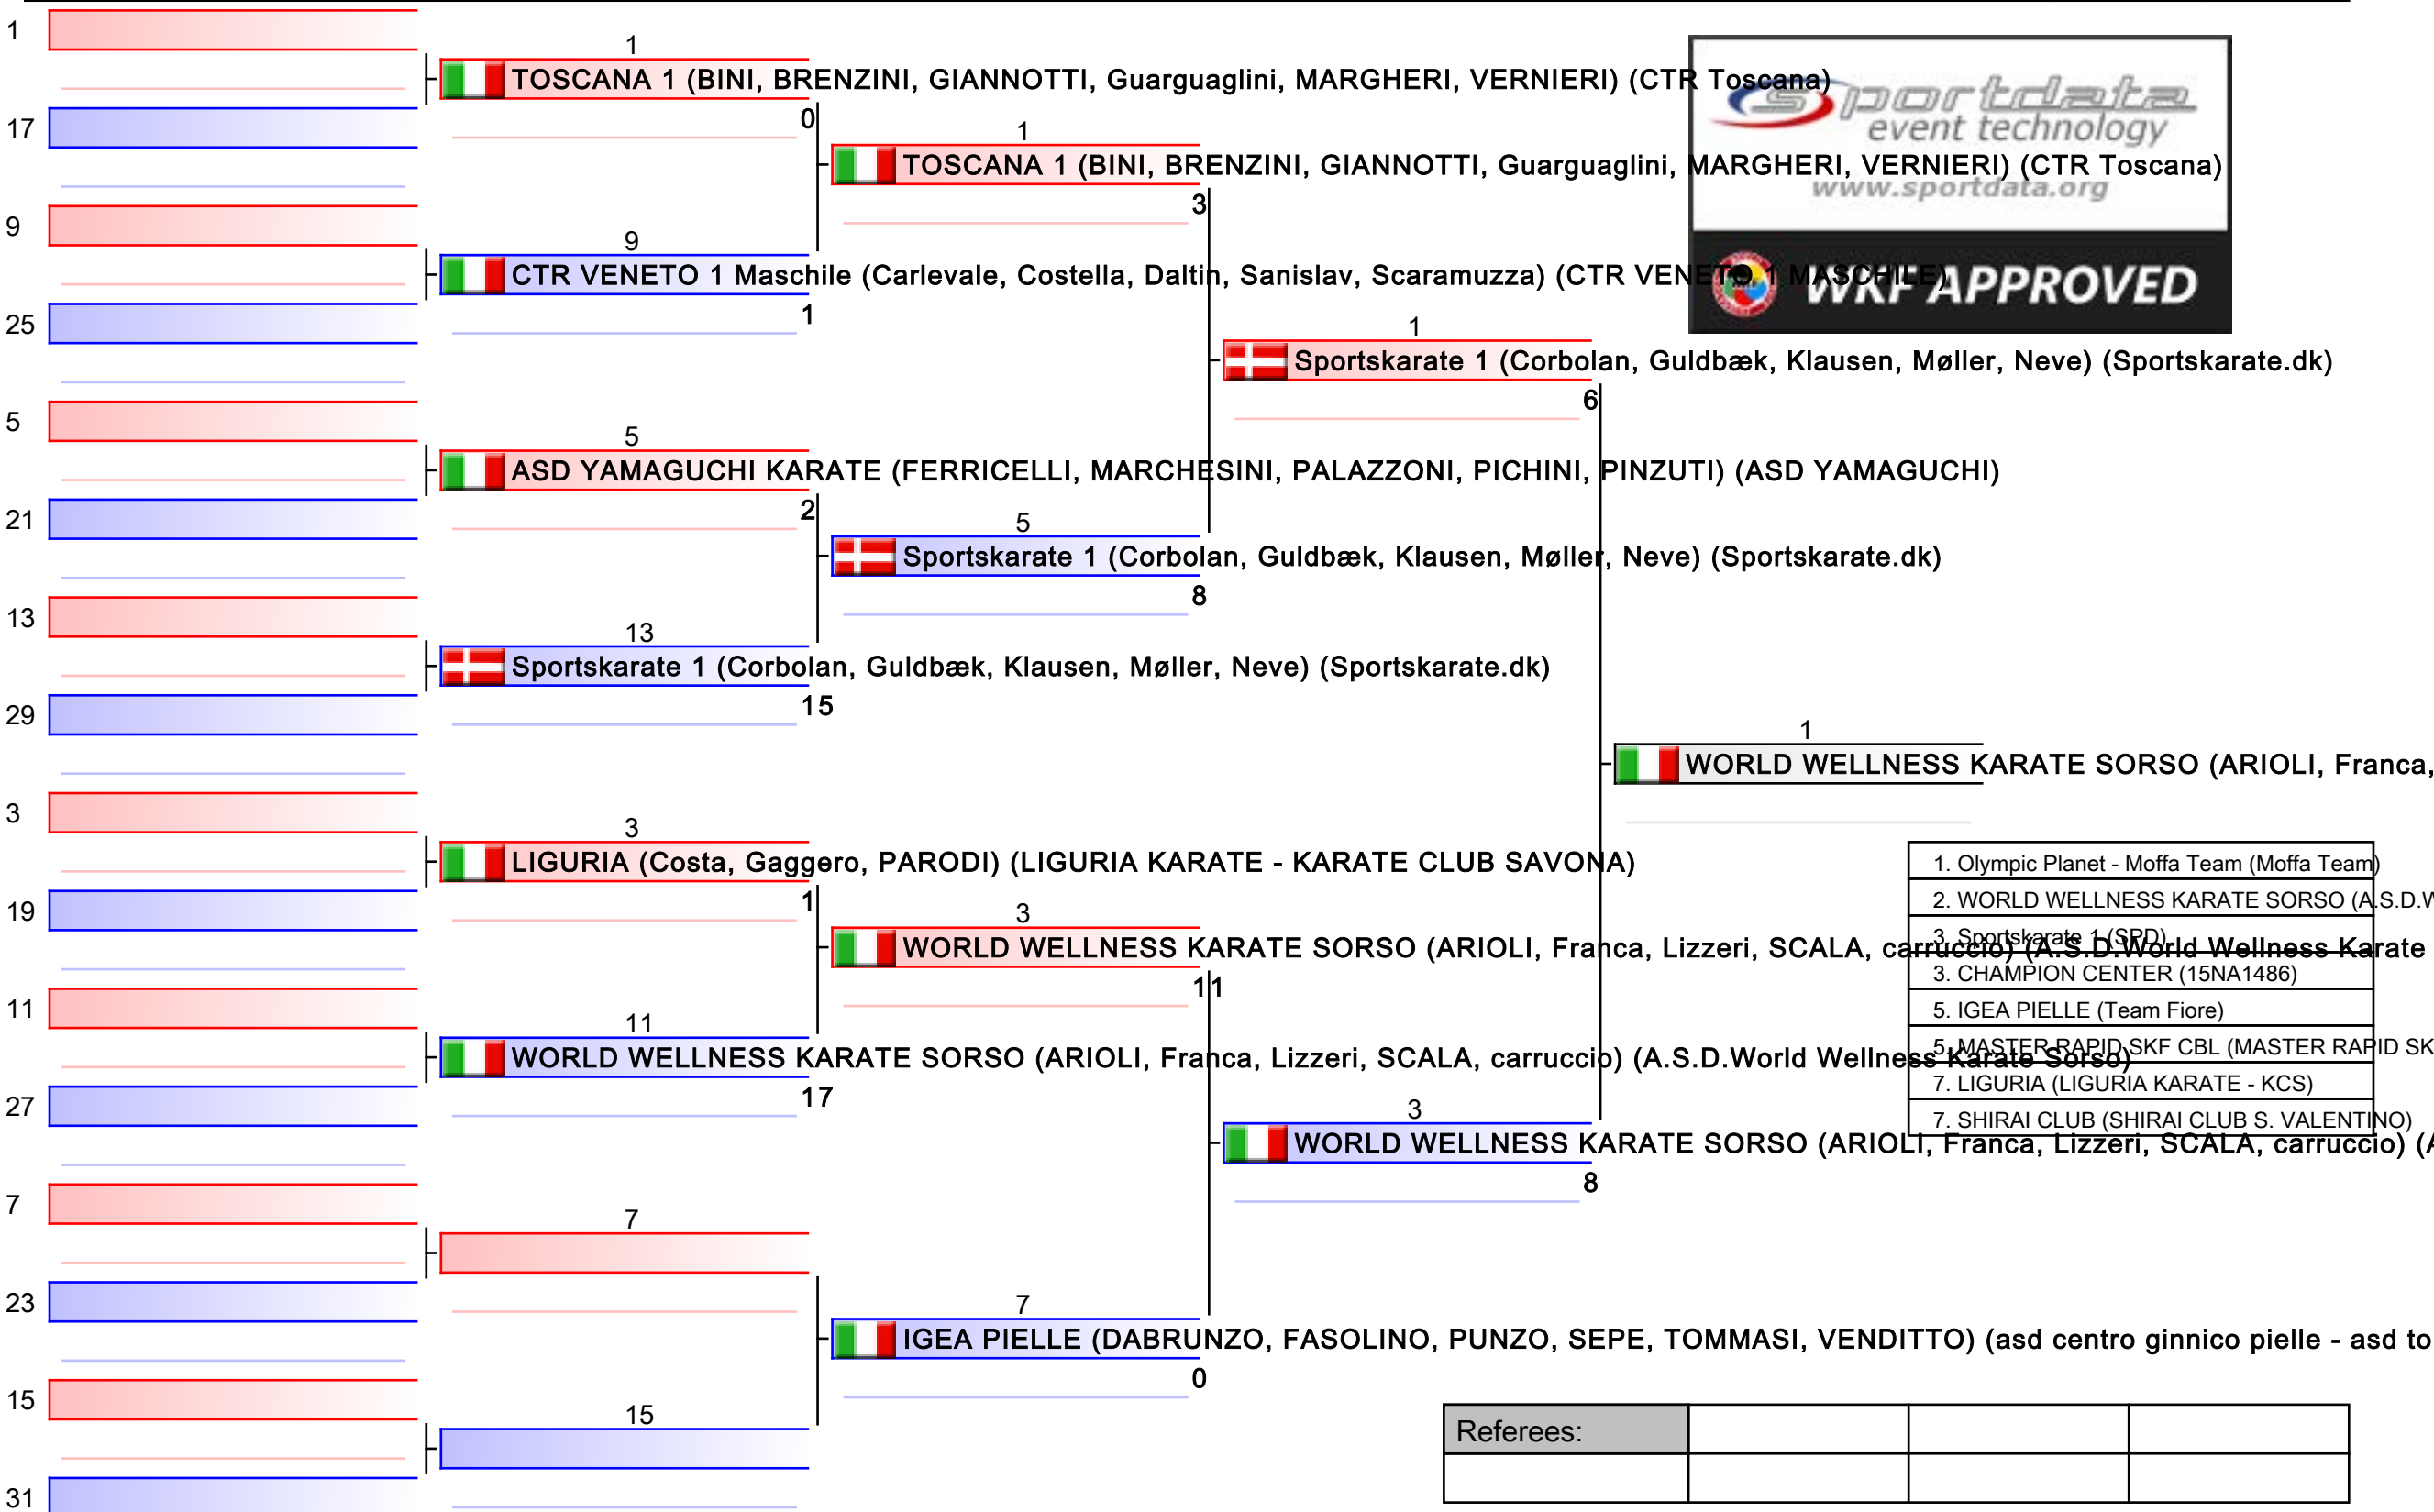 1
1
TOSCANA 1 (BINI, BRENZINI, GIANNOTTI, Guarguaglini, MARGHERI, VERNIERI) (CTR Toscana)
0
sportdata
event technology
www.sportdata.org
WKF APPROVED
17
1
TOSCANA 1 (BINI, BRENZINI, GIANNOTTI, Guarguaglini, MARGHERI, VERNIERI) (CTR Toscana)
3
9
9
CTR VENETO 1 Maschile (Carlevale, Costella, Daltin, Sanislav, Scaramuzza) (CTR VENETO 1 MASCHILE)
1
25
1
Sportskarate 1 (Corbolan, Guldbæk, Klausen, Møller, Neve) (Sportskarate.dk)
6
5
5
ASD YAMAGUCHI KARATE (FERRICELLI, MARCHESINI, PALAZZONI, PICHINI, PINZUTI) (ASD YAMAGUCHI)
2
21
5
Sportskarate 1 (Corbolan, Guldbæk, Klausen, Møller, Neve) (Sportskarate.dk)
8
13
13
Sportskarate 1 (Corbolan, Guldbæk, Klausen, Møller, Neve) (Sportskarate.dk)
15
29
1
WORLD WELLNESS KARATE SORSO (ARIOLI, Franca,
3
3
LIGURIA (Costa, Gaggero, PARODI) (LIGURIA KARATE - KARATE CLUB SAVONA)
1
19
3
WORLD WELLNESS KARATE SORSO (ARIOLI, Franca, Lizzeri, SCALA, carruccio) (A.S.D.World Wellness Karate
11
11
11
WORLD WELLNESS KARATE SORSO (ARIOLI, Franca, Lizzeri, SCALA, carruccio) (A.S.D.World Wellness Karate Sorso)
17
27
3
WORLD WELLNESS KARATE SORSO (ARIOLI, Franca, Lizzeri, SCALA, carruccio) (A
8
1. Olympic Planet - Moffa Team (Moffa Team)
2. WORLD WELLNESS KARATE SORSO (A.S.D.W
3. Sportskarate 1 (SPD)
3. CHAMPION CENTER (15NA1486)
5. IGEA PIELLE (Team Fiore)
5. MASTER RAPID SKF CBL (MASTER RAPID SK
7. LIGURIA (LIGURIA KARATE - KCS)
7. SHIRAI CLUB (SHIRAI CLUB S. VALENTINO)
7
7
23
7
IGEA PIELLE (DABRUNZO, FASOLINO, PUNZO, SEPE, TOMMASI, VENDITTO) (asd centro ginnico pielle - asd to
0
15
15
31
Referees: